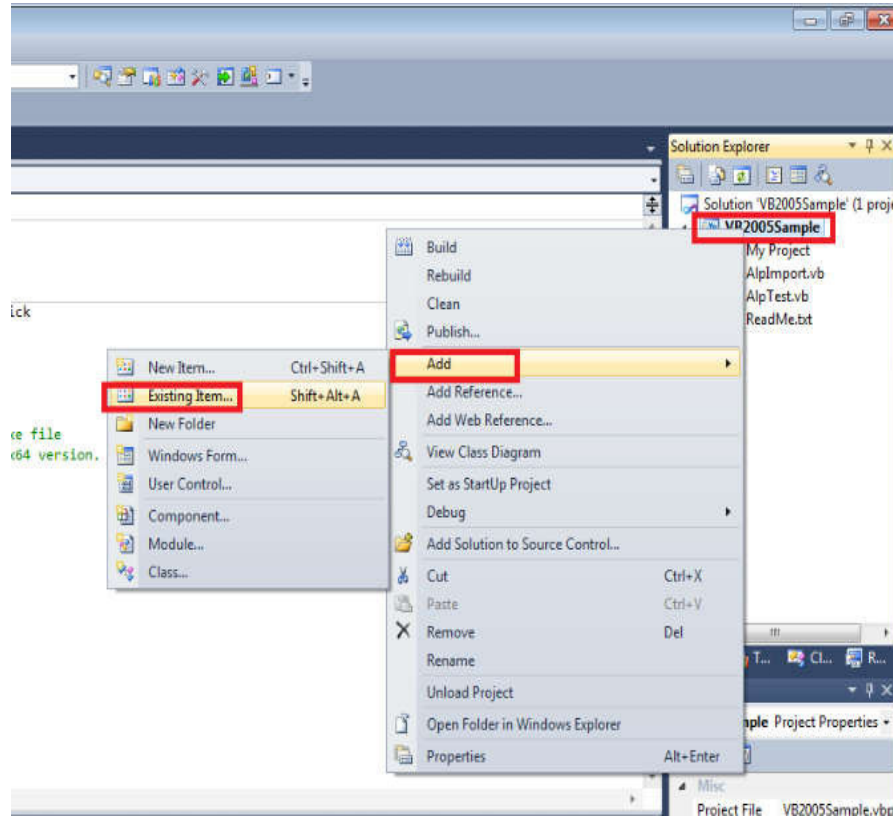 Solution Explorer
Solution 'VB2005Sample' (1 proje
VB2005Sample
My Project
AlpImport.vb
AlpTest.vb
ReadMe.txt
ick
ke file
x64 version.
Build
Rebuild
Clean
Publish...
Add
Add Reference...
Add Web Reference...
View Class Diagram
Set as StartUp Project
Debug
Add Solution to Source Control...
Cut Ctrl+X
Paste Ctrl+V
Remove Del
Rename
Unload Project
Open Folder in Windows Explorer
Properties Alt+Enter
New Item... Ctrl+Shift+A
Existing Item... Shift+Alt+A
New Folder
Windows Form...
User Control...
Component...
Module...
Class...
T... Cl... R...
mple Project Properties
Misc
Project File VB2005Sample.vbp